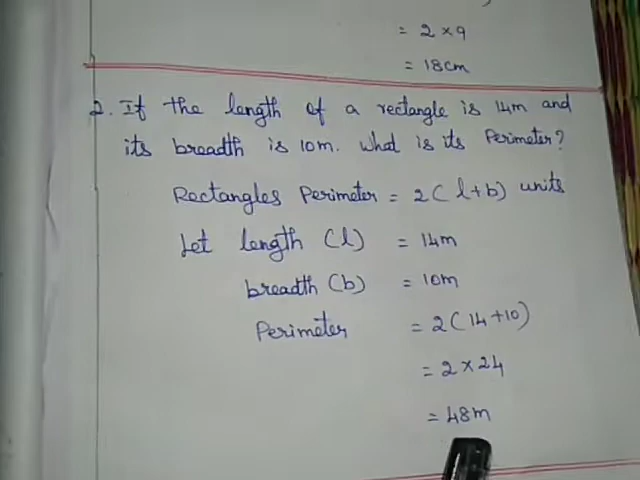 = 2 × 9
= 18cm
2. If the length of a rectangle is 14m and
its breadth is 10m. What is its Perimeter?
Rectangles Perimeter = 2( l+b) units
Let length (l) = 14m
breadth (b) = 10m
Perimeter = 2(14+10)
= 2 × 24
= 48m